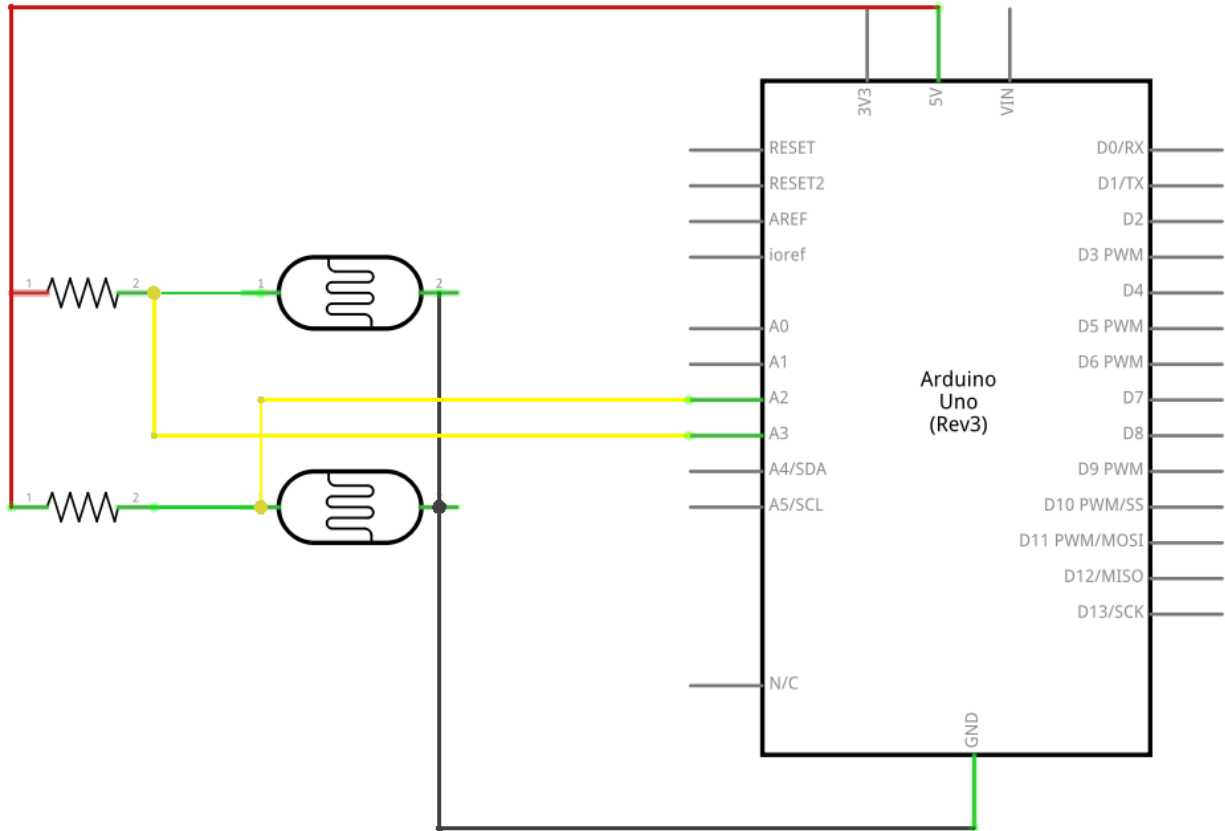 3V3
5V
VIN
RESET
D0/RX
RESET2
D1/TX
AREF
D2
ioref
D3 PWM
1
2
1
2
D4
A0
D5 PWM
A1
D6 PWM
Arduino
Uno
(Rev3)
A2
D7
A3
D8
A4/SDA
D9 PWM
1
2
A5/SCL
D10 PWM/SS
D11 PWM/MOSI
D12/MISO
D13/SCK
N/C
GND